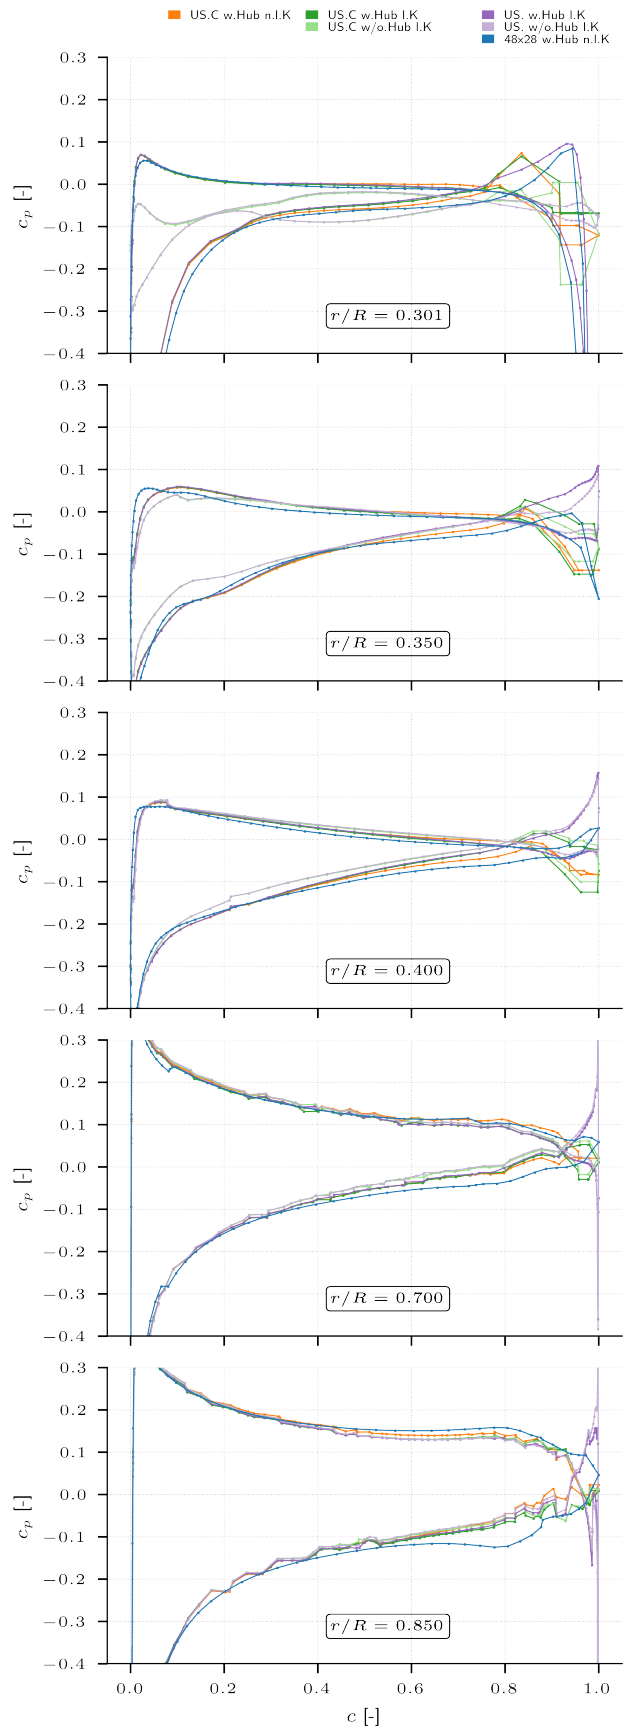 US.C w.Hub n.I.K US.C w.Hub I.K US. w.Hub I.K
US.C w/o.Hub I.K US. w/o.Hub I.K
48x28 w.Hub n.I.K
0.3
0.2
0.1
0.0
−0.1
−0.2
−0.3
−0.4
c_p [-]
r/R = 0.301
0.3
0.2
0.1
0.0
−0.1
−0.2
−0.3
−0.4
c_p [-]
r/R = 0.350
0.3
0.2
0.1
0.0
−0.1
−0.2
−0.3
−0.4
c_p [-]
r/R = 0.400
0.3
0.2
0.1
0.0
−0.1
−0.2
−0.3
−0.4
c_p [-]
r/R = 0.700
0.3
0.2
0.1
0.0
−0.1
−0.2
−0.3
−0.4
c_p [-]
r/R = 0.850
0.0 0.2 0.4 0.6 0.8 1.0
c [-]